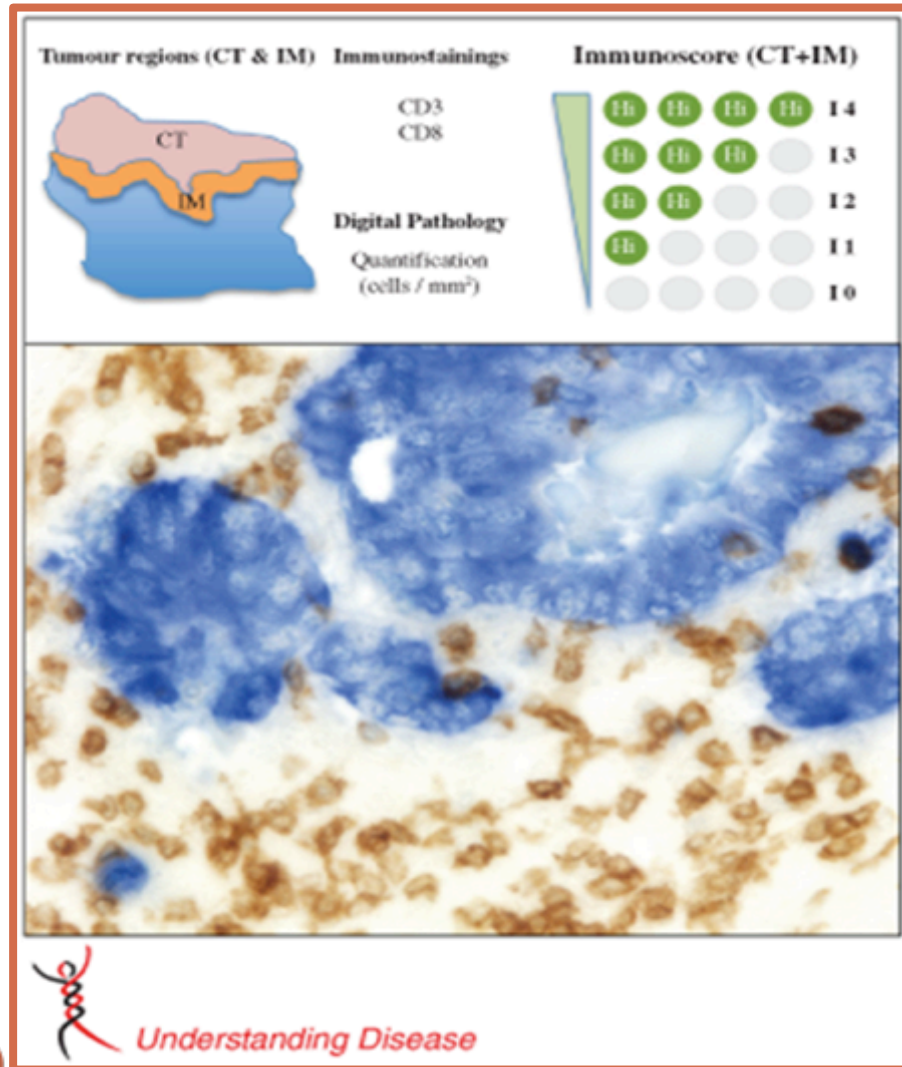 Tumour regions (CT & IM)
CT
IM
Immunostainings
CD3
CD8
Digital Pathology
Quantification
(cells / mm²)
Immunoscore (CT+IM)
Hi Hi Hi Hi I 4
Hi Hi Hi I 3
Hi Hi I 2
Hi I 1
I 0
Understanding Disease